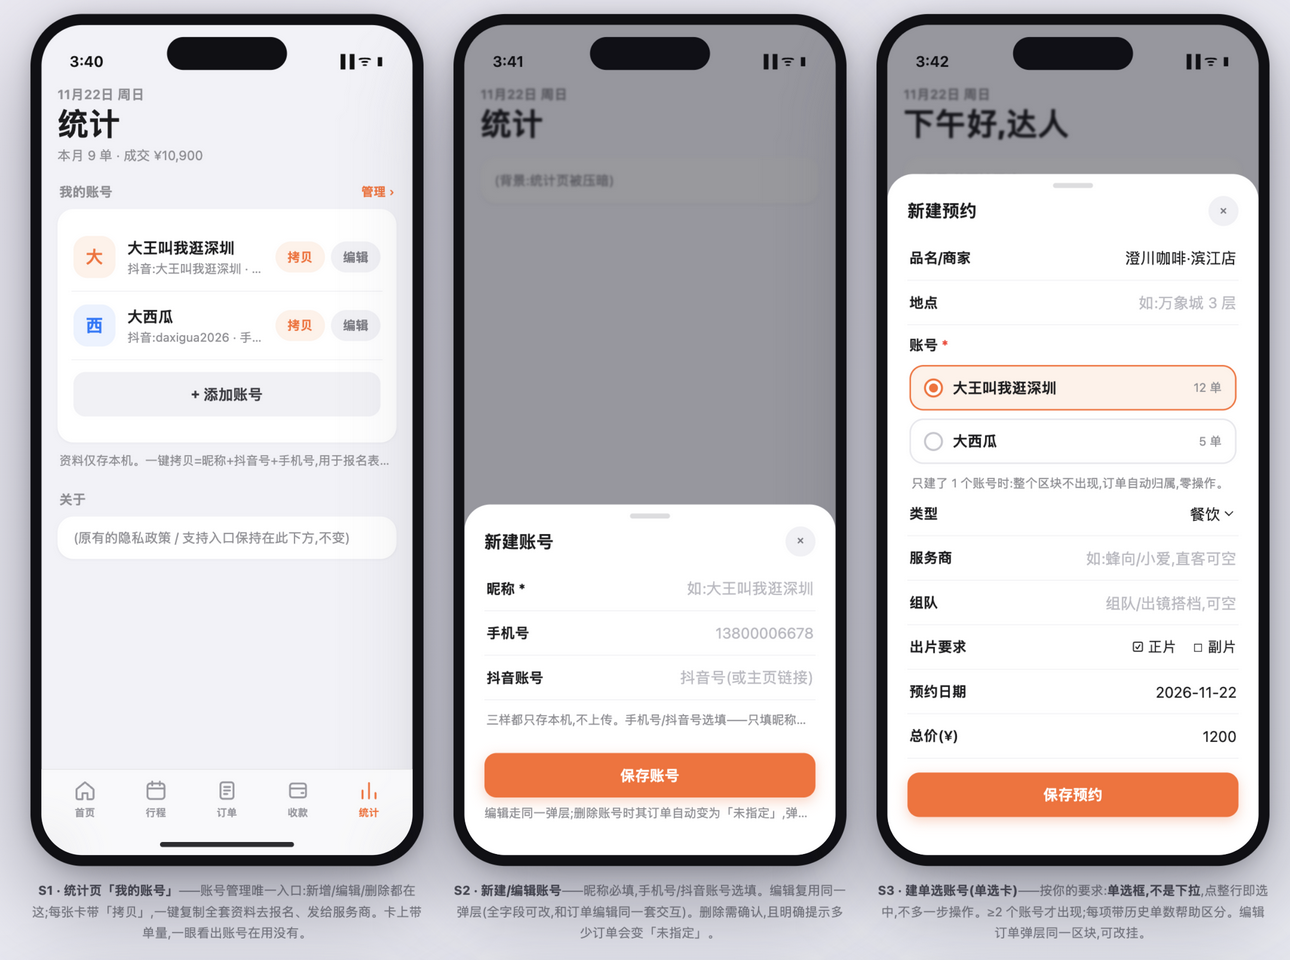 3:40
11月22日 周日
统计
本月 9 单 · 成交 ¥10,900
我的账号
管理 ›
大
大王叫我逛深圳
抖音:大王叫我逛深圳 · ...
拷贝
编辑
西
大西瓜
抖音:daxigua2026 · 手...
拷贝
编辑
+ 添加账号
资料仅存本机。一键拷贝=昵称+抖音号+手机号,用于报名表...
关于
(原有的隐私政策 / 支持入口保持在此下方,不变)
首页
行程
订单
收款
统计
S1 · 统计页「我的账号」——账号管理唯一入口:新增/编辑/删除都在
这;每张卡带「拷贝」,一键复制全套资料去报名、发给服务商。卡上带
单量,一眼看出账号在用没有。
3:41
11月22日 周日
统计
(背景:统计页被压暗)
新建账号
×
昵称 *
如:大王叫我逛深圳
手机号
13800006678
抖音账号
抖音号(或主页链接)
三样都只存本机,不上传。手机号/抖音号选填——只填昵称...
保存账号
编辑走同一弹层;删除账号时其订单自动变为「未指定」,弹...
S2 · 新建/编辑账号——昵称必填,手机号/抖音账号选填。编辑复用同一
弹层(全字段可改,和订单编辑同一套交互)。删除需确认,且明确提示多
少订单会变「未指定」。
3:42
11月22日 周日
下午好,达人
新建预约
×
品名/商家
澄川咖啡·滨江店
地点
如:万象城 3 层
账号 *
大王叫我逛深圳
12 单
大西瓜
5 单
只建了 1 个账号时:整个区块不出现,订单自动归属,零操作。
类型
餐饮
服务商
如:蜂向/小爱,直客可空
组队
组队/出镜搭档,可空
出片要求
☑ 正片
□ 副片
预约日期
2026-11-22
总价(¥)
1200
保存预约
S3 · 建单选账号(单选卡)——按你的要求:单选框,不是下拉,点整行即选
中,不多一步操作。≥2 个账号才出现;每项带历史单数帮助区分。编辑
订单弹层同一区块,可改挂。